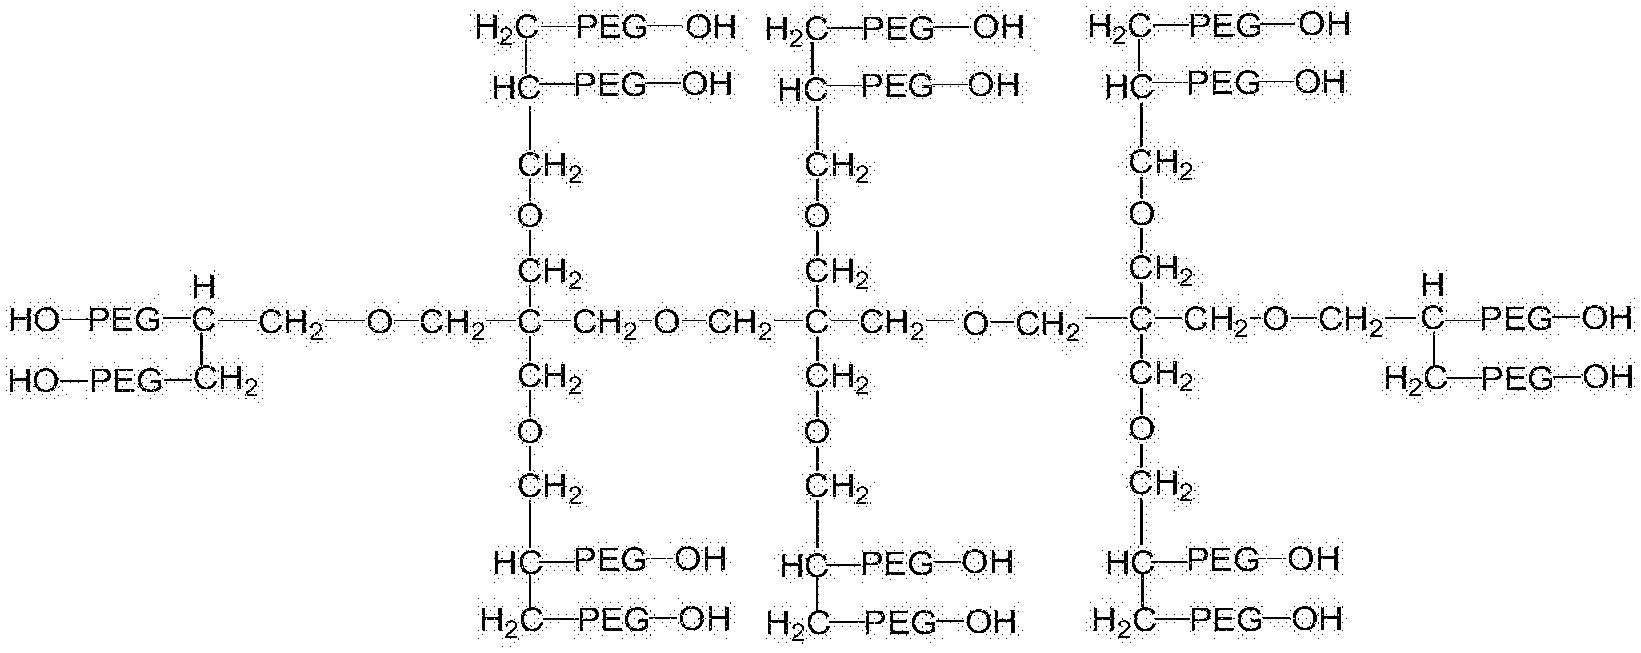 H₂C—PEG—OH H₂C—PEG—OH H₂C—PEG—OH
HC—PEG—OH HC—PEG—OH HC—PEG—OH
CH₂ CH₂ CH₂
O O O
CH₂ CH₂ CH₂
H H
HO—PEG—C—CH₂—O—CH₂—C—CH₂—O—CH₂—C—CH₂—O—CH₂—C—CH₂—O—CH₂—C—PEG—OH
HO—PEG—CH₂ CH₂ CH₂ CH₂ H₂C—PEG—OH
O O O
CH₂ CH₂ CH₂
HC—PEG—OH HC—PEG—OH HC—PEG—OH
H₂C—PEG—OH H₂C—PEG—OH H₂C—PEG—OH